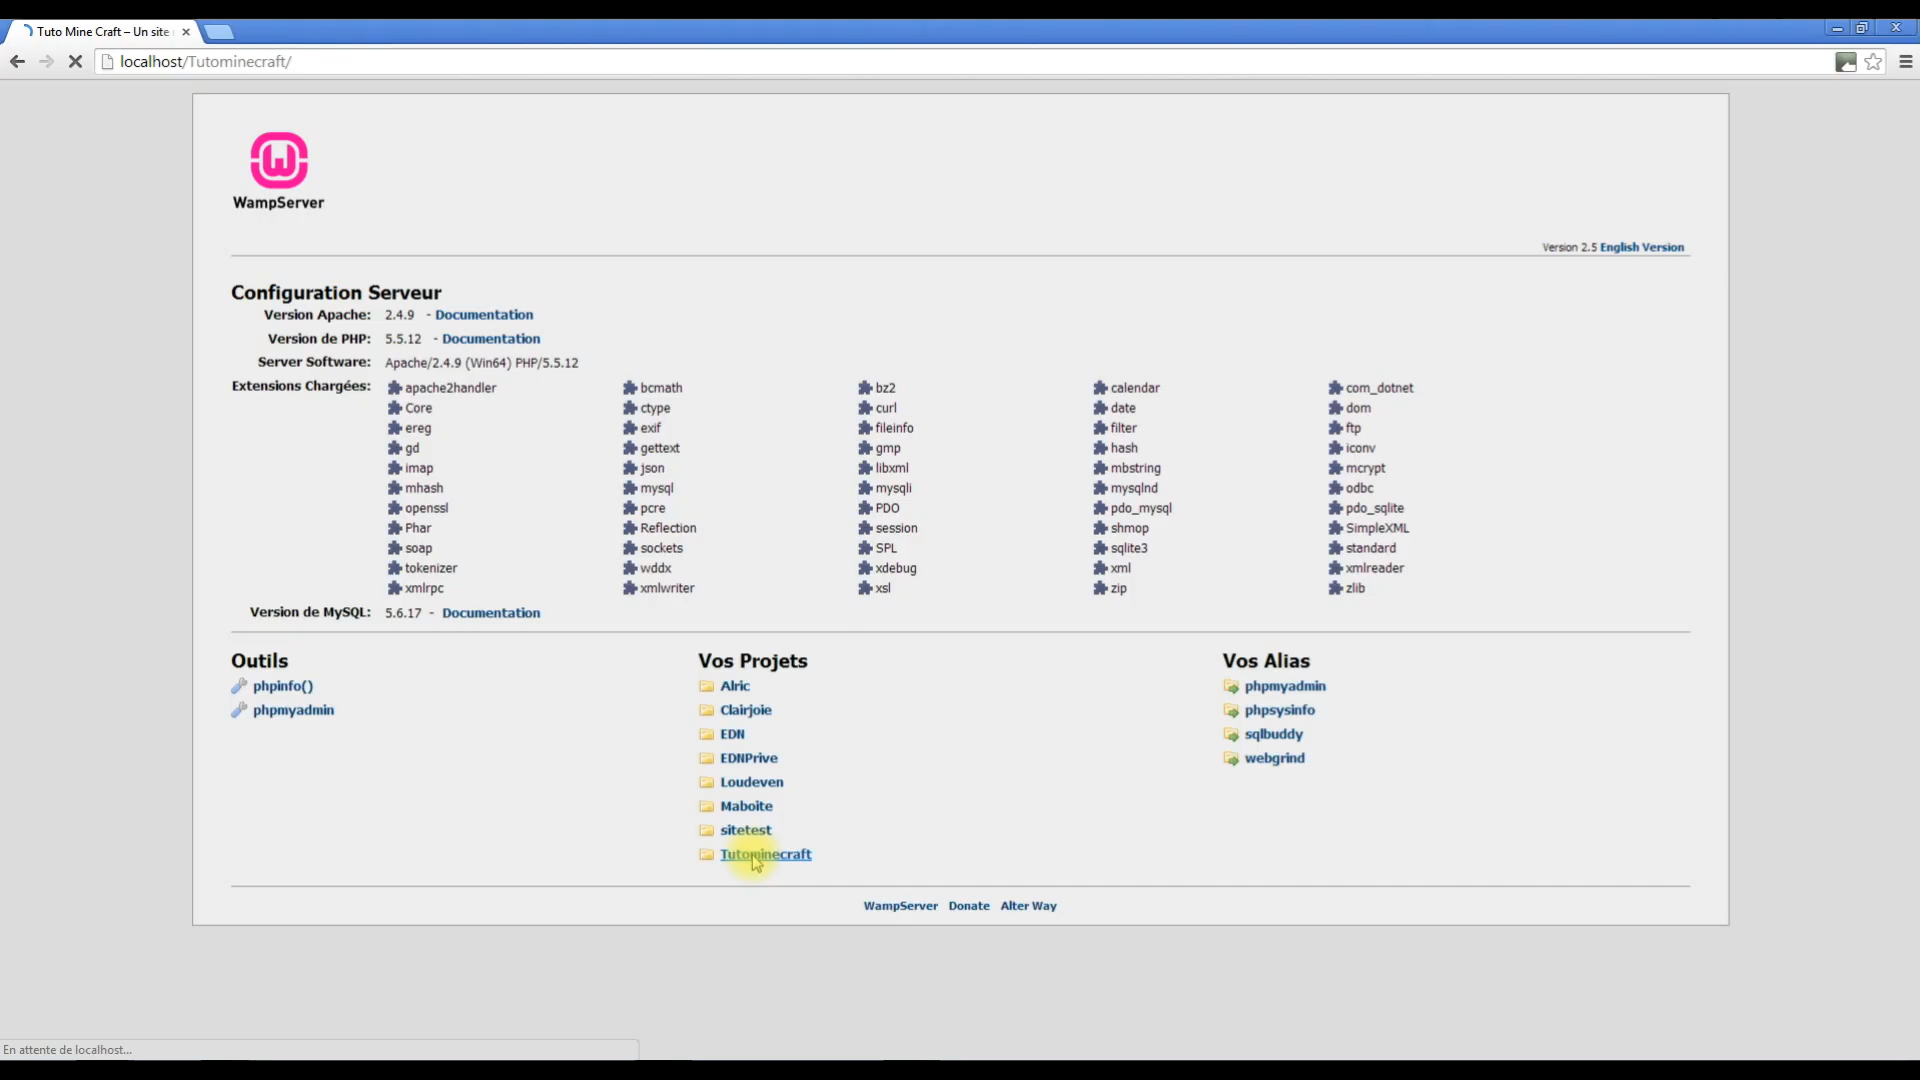 Tuto Mine Craft – Un site
localhost/Tutominecraft/
WampServer
Version 2.5 English Version
Configuration Serveur
Version Apache: 2.4.9 - Documentation
Version de PHP: 5.5.12 - Documentation
Server Software: Apache/2.4.9 (Win64) PHP/5.5.12
Extensions Chargées: apache2handler bcmath bz2 calendar com_dotnet
Core ctype curl date dom
ereg exif fileinfo filter ftp
gd gettext gmp hash iconv
imap json libxml mbstring mcrypt
mhash mysql mysqli mysqlnd odbc
openssl pcre PDO pdo_mysql pdo_sqlite
Phar Reflection session shmop SimpleXML
soap sockets SPL sqlite3 standard
tokenizer wddx xdebug xml xmlreader
xmlrpc xmlwriter xsl zip zlib
Version de MySQL: 5.6.17 - Documentation
Outils
phpinfo()
phpmyadmin
Vos Projets
Alric
Clairjoie
EDN
EDNPrive
Loudeven
Maboite
sitetest
Tutominecraft
Vos Alias
phpmyadmin
phpsysinfo
sqlbuddy
webgrind
WampServer Donate Alter Way
En attente de localhost...